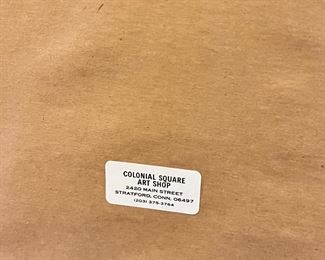 COLONIAL SQUARE
ART SHOP
2420 MAIN STREET
STRATFORD, CONN. 06497
(203) 375-3764